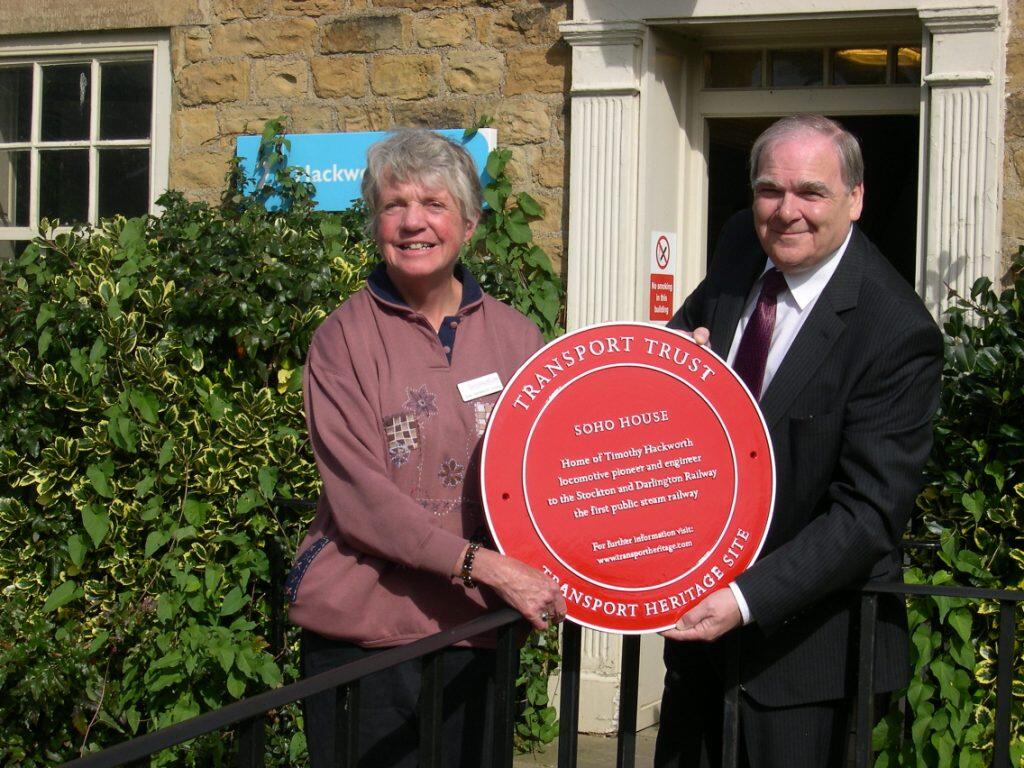 Hackwo
No smoking
in this
building
TRANSPORT TRUST
SOHO HOUSE
Home of Timothy Hackworth
locomotive pioneer and engineer
to the Stockton and Darlington Railway
the first public steam railway
For further information visit:
www.transportheritage.com
TRANSPORT HERITAGE SITE